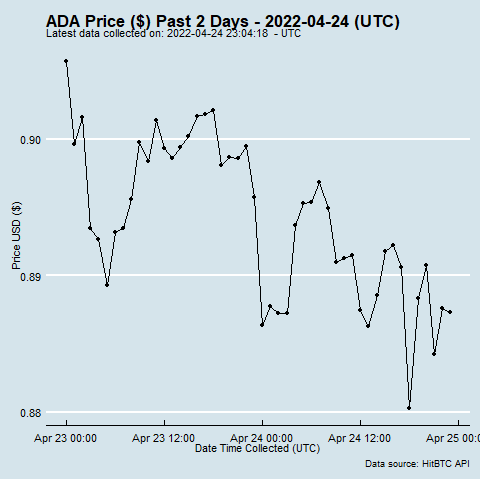 ADA Price ($) Past 2 Days - 2022-04-24 (UTC)
Latest data collected on: 2022-04-24 23:04:18 - UTC
0.90
Price USD ($)
0.89
0.88
Apr 23 00:00 Apr 23 12:00 Apr 24 00:00 Apr 24 12:00 Apr 25 00:00
Date Time Collected (UTC)
Data source: HitBTC API